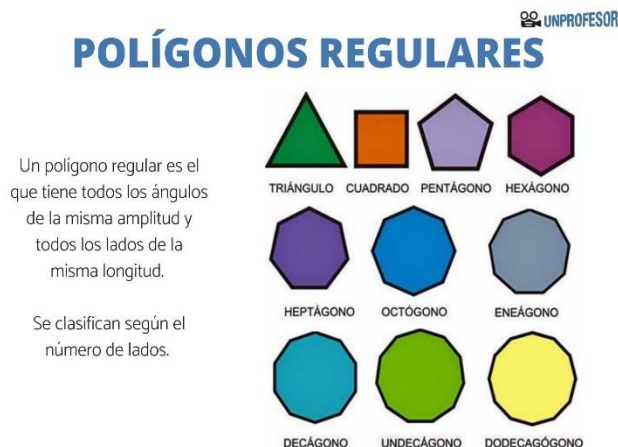 UNPROFESOR
POLÍGONOS REGULARES
Un polígono regular es el
que tiene todos los ángulos
de la misma amplitud y
todos los lados de la
misma longitud.
Se clasifican según el
número de lados.
TRIÁNGULO CUADRADO PENTÁGONO HEXÁGONO
HEPTÁGONO OCTÓGONO ENEÁGONO
DECÁGONO UNDECÁGONO DODECAGÓGONO